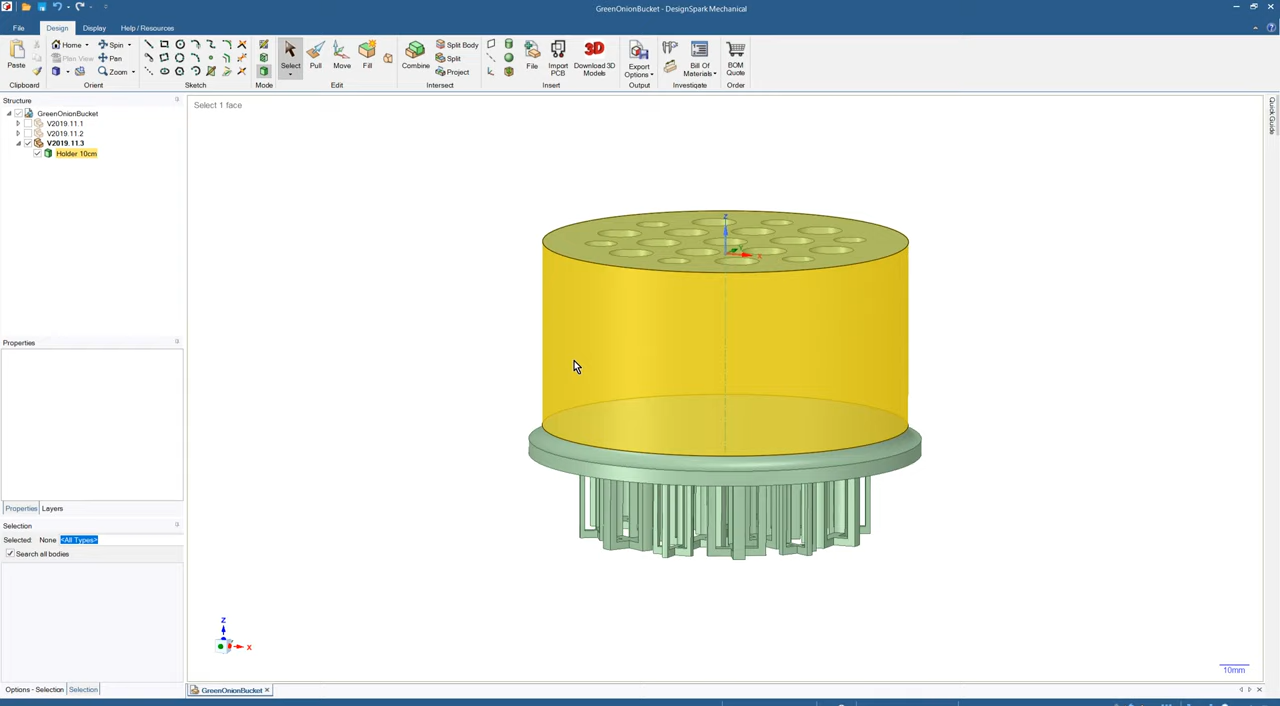 GreenOnionBucket - DesignSpark Mechanical
File Design Display Help / Resources
Home Spin
Plan View Pan
Zoom
Paste
Select Pull Move Fill
Combine
Split Body
Split
Project
File Import PCB Download 3D Models
Export Options
Bill Of Materials
BOM Quote
Clipboard Orient Sketch Mode Edit Intersect Insert Output Investigate Order
Structure
GreenOnionBucket
V2019.11.1
V2019.11.2
V2019.11.3
Holder 10cm
Select 1 face
Quick Guide
Z
X
Properties
Properties Layers
Selection
Selected: None <All Types>
Search all bodies
Z
X
10mm
Options - Selection Selection
GreenOnionBucket